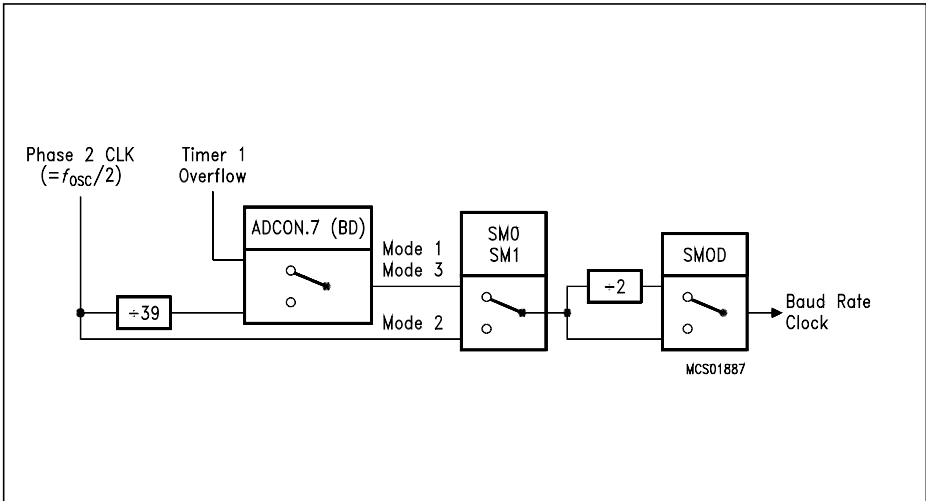 Phase 2 CLK
(=fOSC/2)
Timer 1
Overflow
ADCON.7 (BD)
Mode 1
Mode 3
SM0
SM1
SMOD
÷2
÷39
Mode 2
Baud Rate
Clock
MCS01887